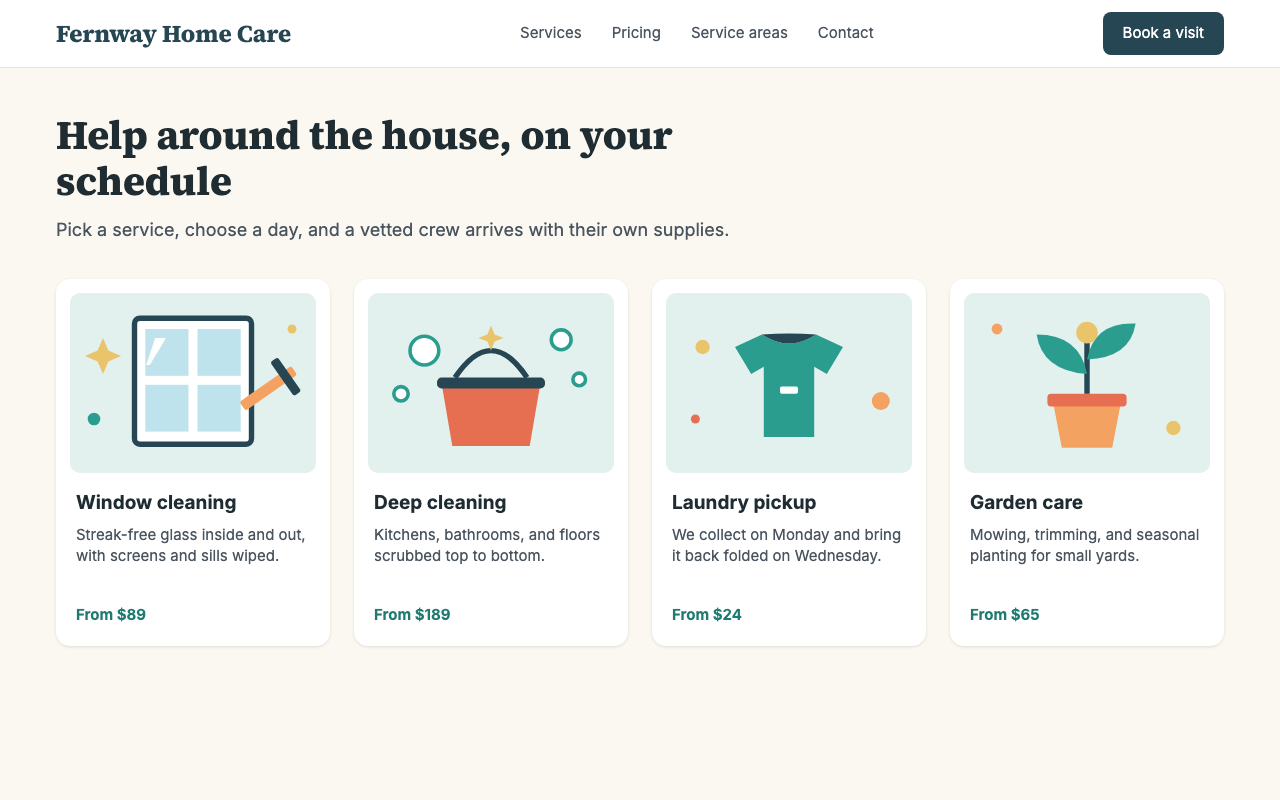 Fernway Home Care
Services
Pricing
Service areas
Contact
Book a visit
Help around the house, on your
schedule
Pick a service, choose a day, and a vetted crew arrives with their own supplies.
Window cleaning
Streak-free glass inside and out,
with screens and sills wiped.
From $89
Deep cleaning
Kitchens, bathrooms, and floors
scrubbed top to bottom.
From $189
Laundry pickup
We collect on Monday and bring
it back folded on Wednesday.
From $24
Garden care
Mowing, trimming, and seasonal
planting for small yards.
From $65